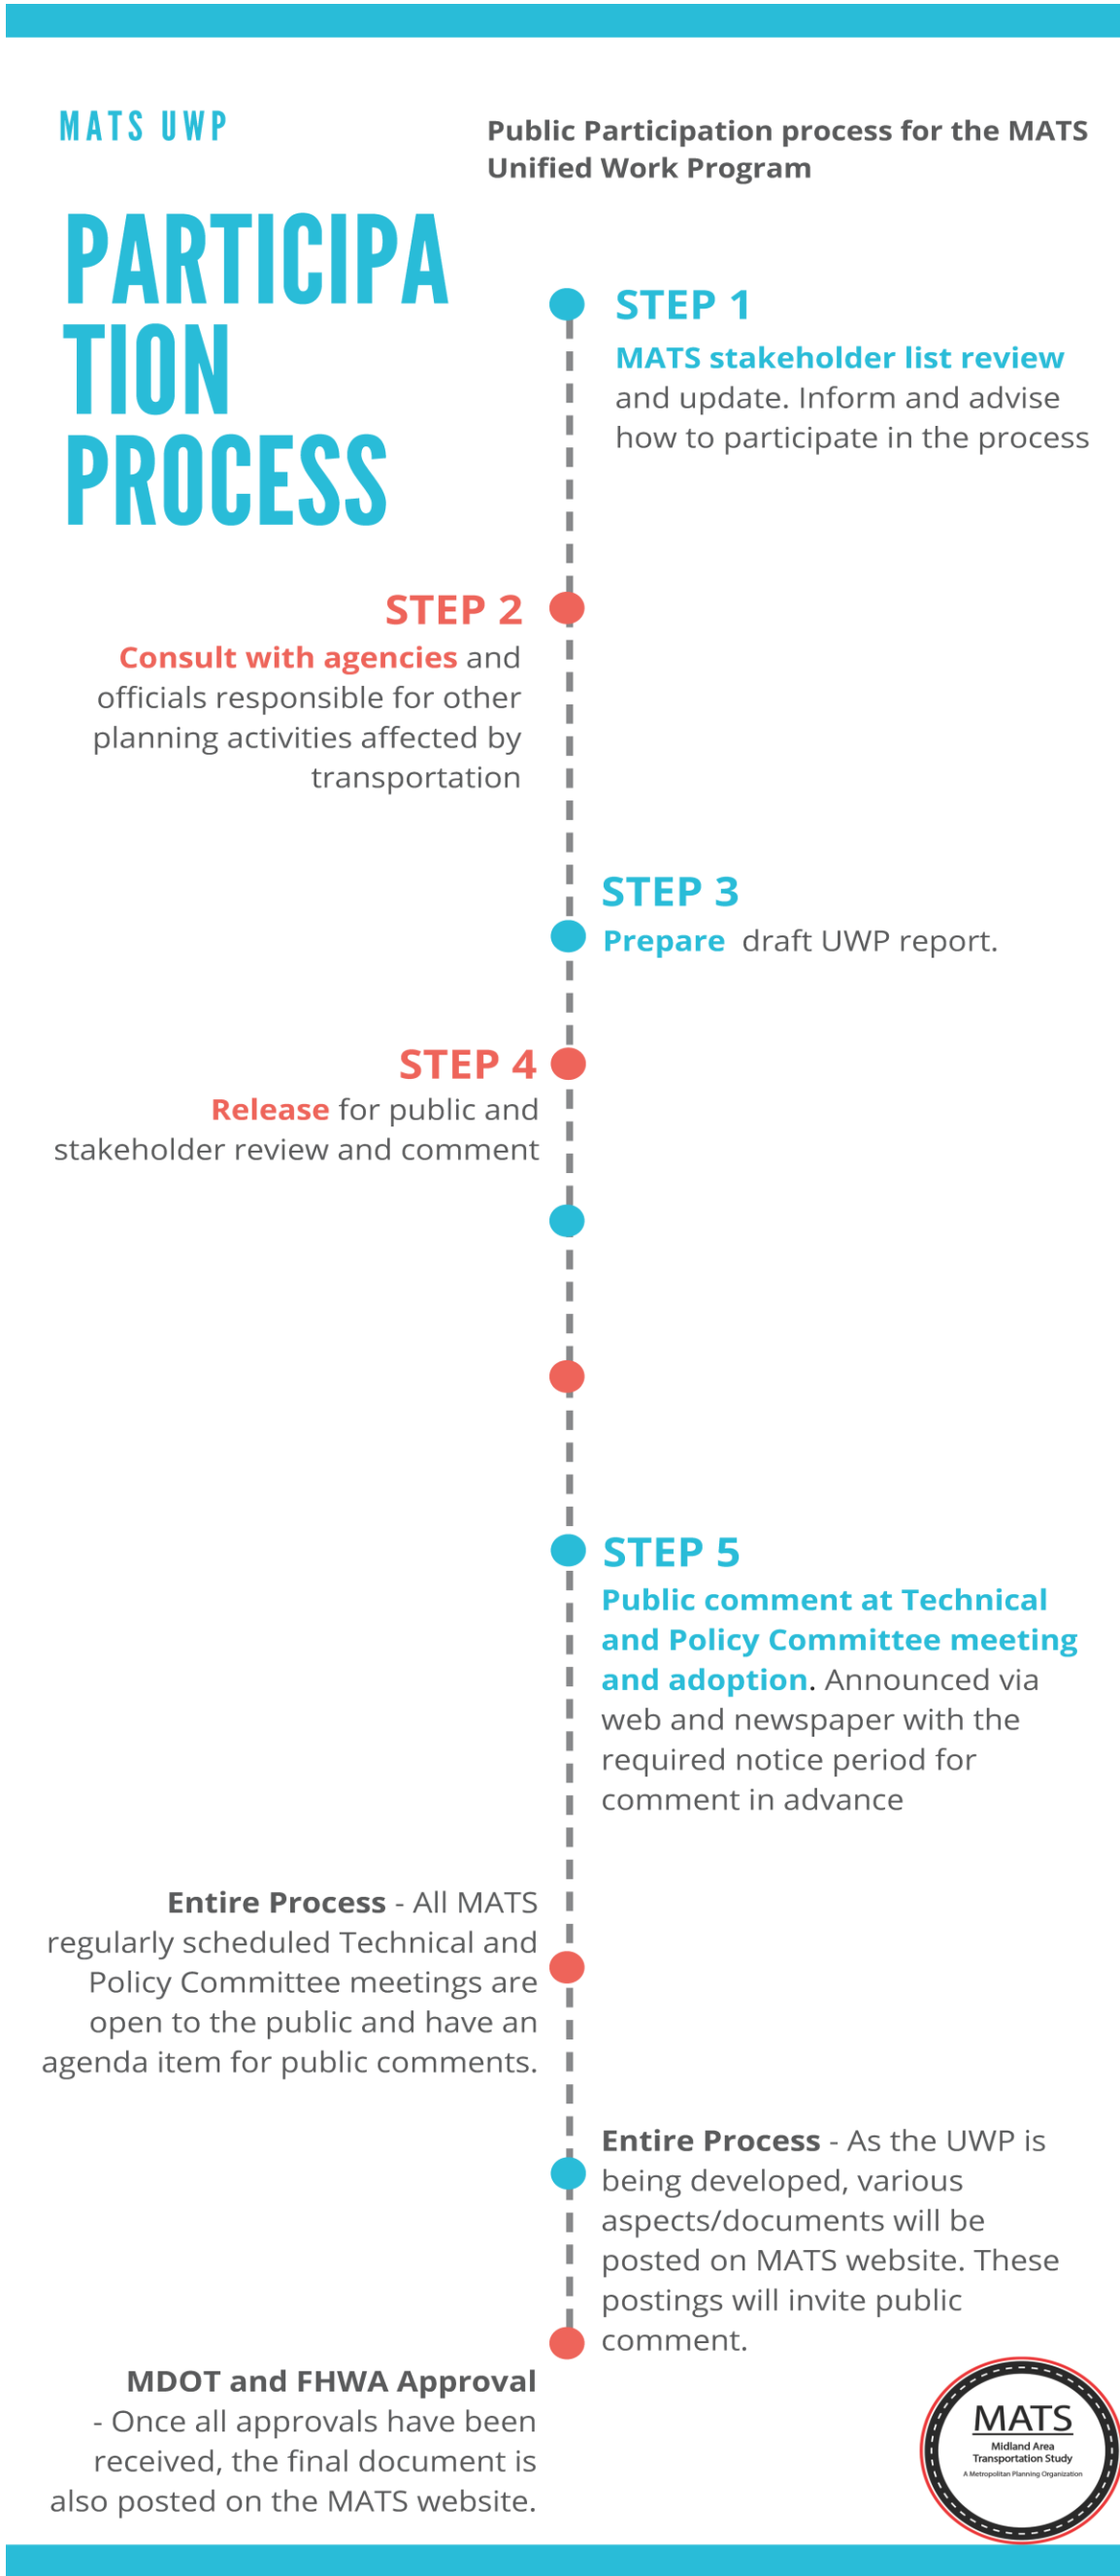 MATS UWP
Public Participation process for the MATS
Unified Work Program
PARTICIPA
TION
PROCESS
STEP 1
MATS stakeholder list review
and update. Inform and advise
how to participate in the process
STEP 2
Consult with agencies and
officials responsible for other
planning activities affected by
transportation
STEP 3
Prepare draft UWP report.
STEP 4
Release for public and
stakeholder review and comment
STEP 5
Public comment at Technical
and Policy Committee meeting
and adoption. Announced via
web and newspaper with the
required notice period for
comment in advance
Entire Process - All MATS
regularly scheduled Technical and
Policy Committee meetings are
open to the public and have an
agenda item for public comments.
Entire Process - As the UWP is
being developed, various
aspects/documents will be
posted on MATS website. These
postings will invite public
comment.
MDOT and FHWA Approval
- Once all approvals have been
received, the final document is
also posted on the MATS website.
MATS
Midland Area
Transportation Study
A Metropolitan Planning Organization